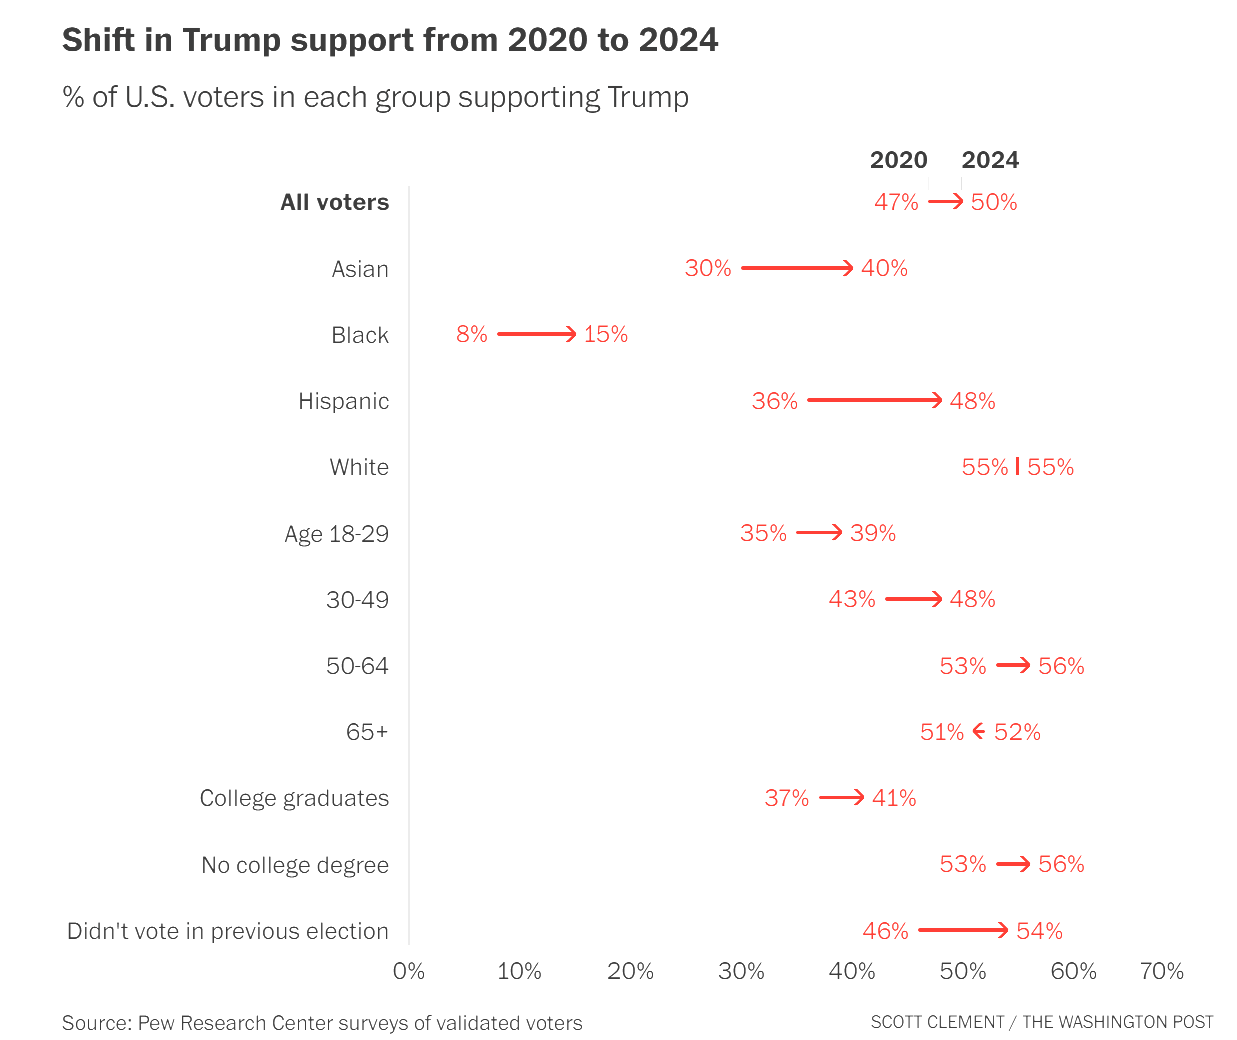 Shift in Trump support from 2020 to 2024
% of U.S. voters in each group supporting Trump
2020 2024
All voters 47% 50%
Asian 30% 40%
Black 8% 15%
Hispanic 36% 48%
White 55% 55%
Age 18-29 35% 39%
30-49 43% 48%
50-64 53% 56%
65+ 51% 52%
College graduates 37% 41%
No college degree 53% 56%
Didn't vote in previous election 46% 54%
0% 10% 20% 30% 40% 50% 60% 70%
Source: Pew Research Center surveys of validated voters
SCOTT CLEMENT / THE WASHINGTON POST